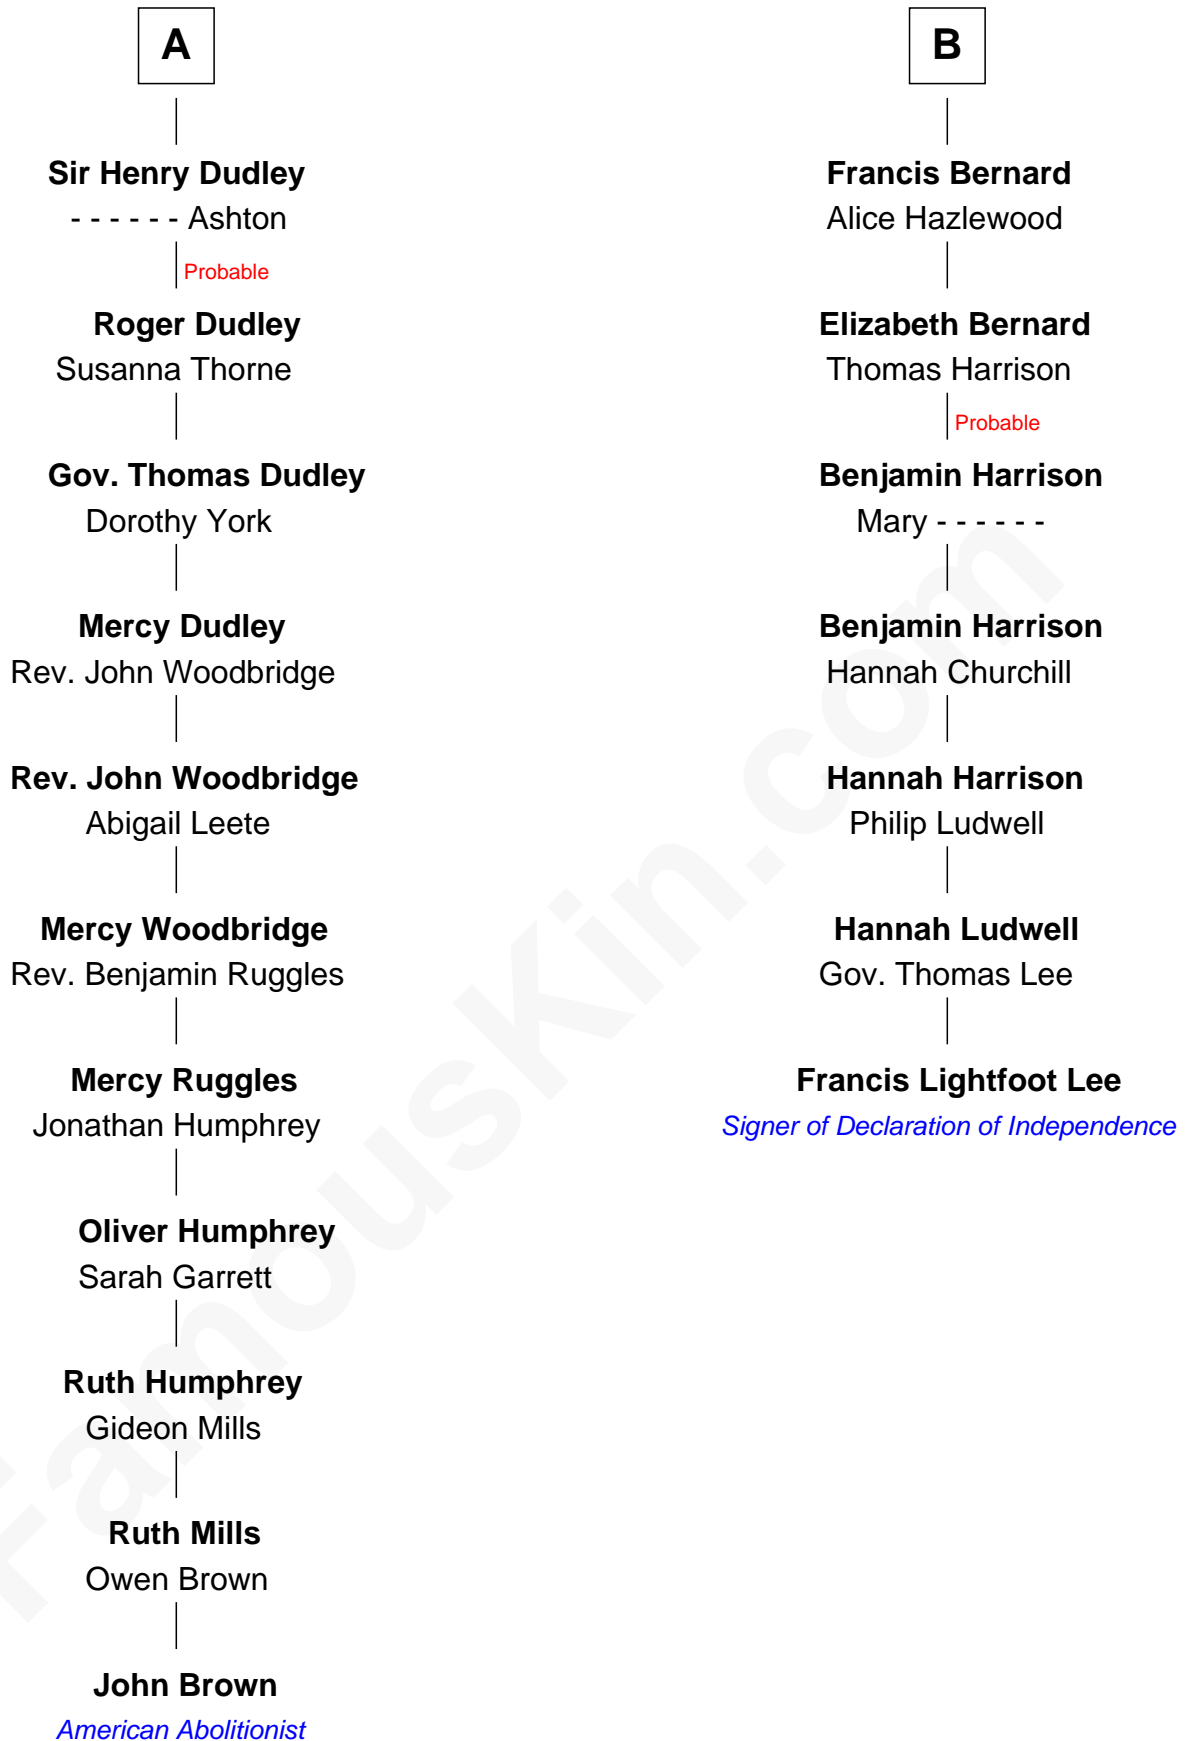 A
Sir Henry Dudley
- - - - - - Ashton
Probable
Roger Dudley
Susanna Thorne
Gov. Thomas Dudley
Dorothy York
Mercy Dudley
Rev. John Woodbridge
Rev. John Woodbridge
Abigail Leete
Mercy Woodbridge
Rev. Benjamin Ruggles
Mercy Ruggles
Jonathan Humphrey
Oliver Humphrey
Sarah Garrett
Ruth Humphrey
Gideon Mills
Ruth Mills
Owen Brown
John Brown
American Abolitionist
B
Francis Bernard
Alice Hazlewood
Elizabeth Bernard
Thomas Harrison
Probable
Benjamin Harrison
Mary - - - - - -
Benjamin Harrison
Hannah Churchill
Hannah Harrison
Philip Ludwell
Hannah Ludwell
Gov. Thomas Lee
Francis Lightfoot Lee
Signer of Declaration of Independence
FamousKin.com